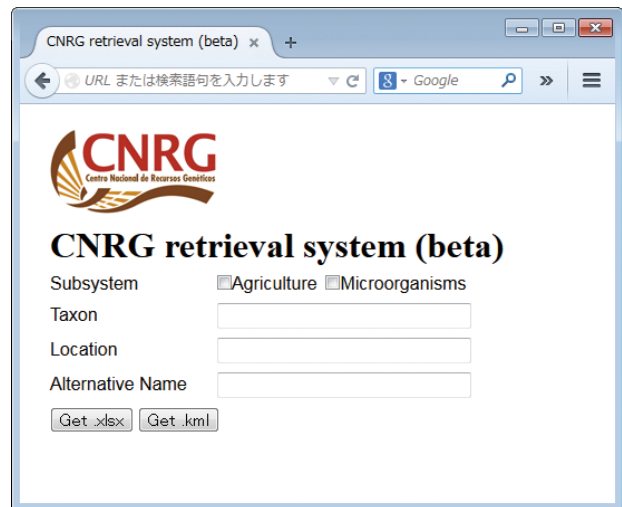 CNRG retrieval system (beta)
URL または検索語句を入力します
Google
CNRG
Centro Nacional de Recursos Genéticos
CNRG retrieval system (beta)
Subsystem Agriculture Microorganisms
Taxon
Location
Alternative Name
Get .xlsx Get .kml